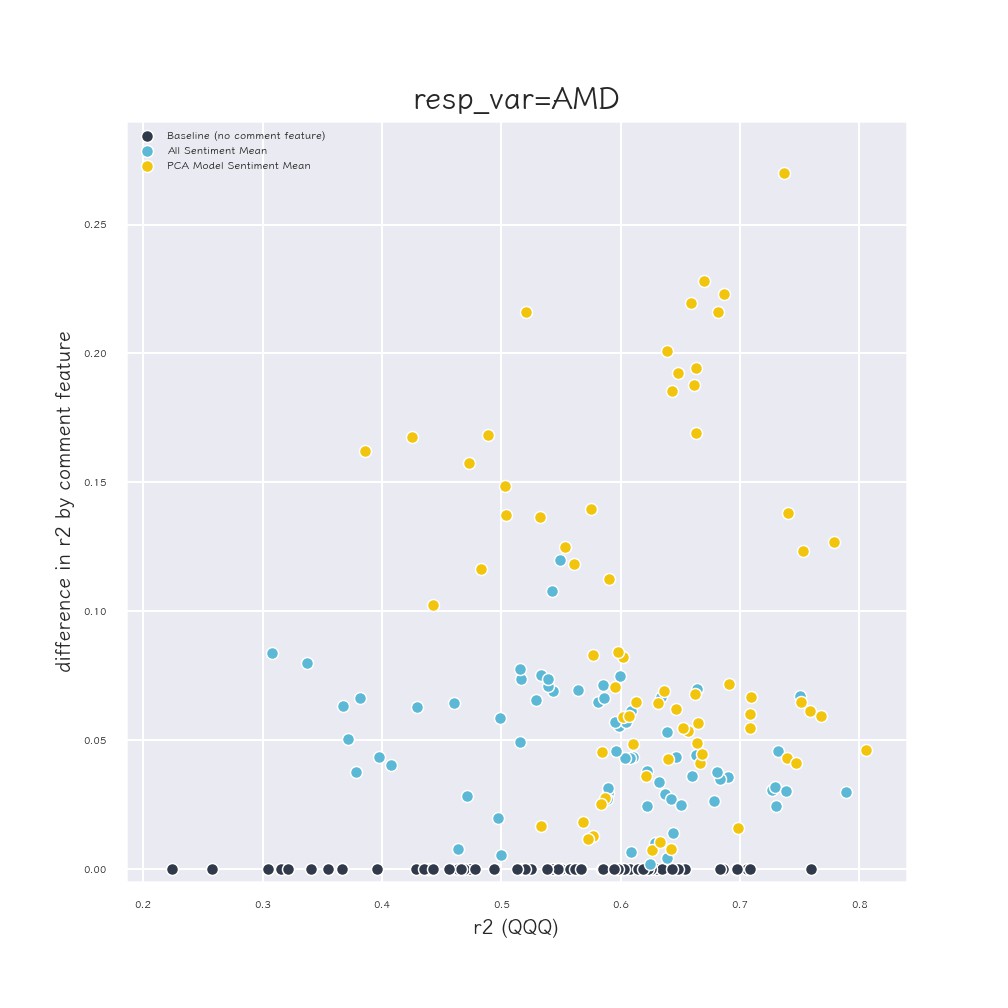 resp_var=AMD
Baseline (no comment feature)
All Sentiment Mean
PCA Model Sentiment Mean
difference in r2 by comment feature
0.25
0.20
0.15
0.10
0.05
0.00
0.2 0.3 0.4 0.5 0.6 0.7 0.8
r2 (QQQ)